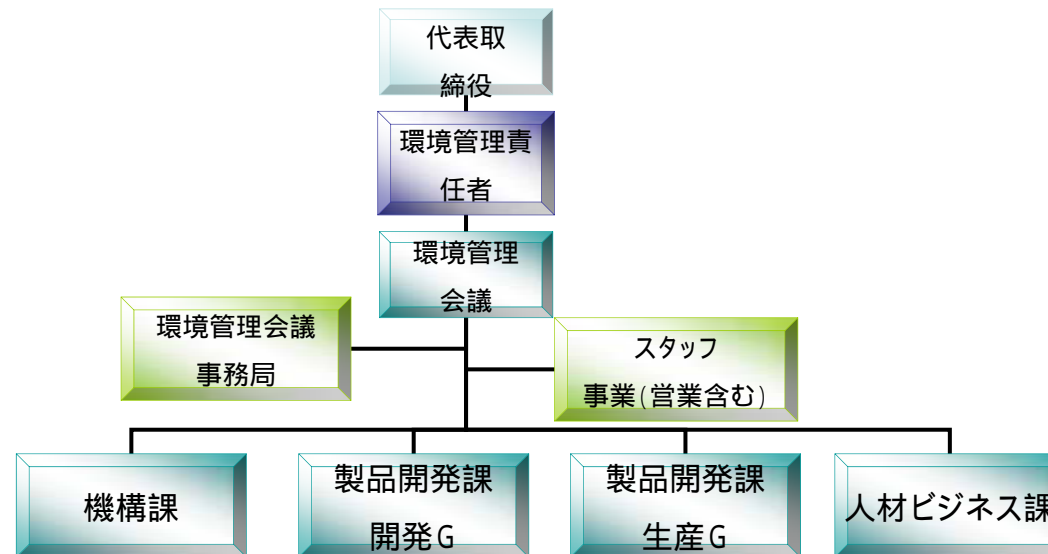 代表取
締役
環境管理責
任者
環境管理
会議
環境管理会議
事務局
スタッフ
事業(営業含む)
機構課
製品開発課
開発G
製品開発課
生産G
人材ビジネス課